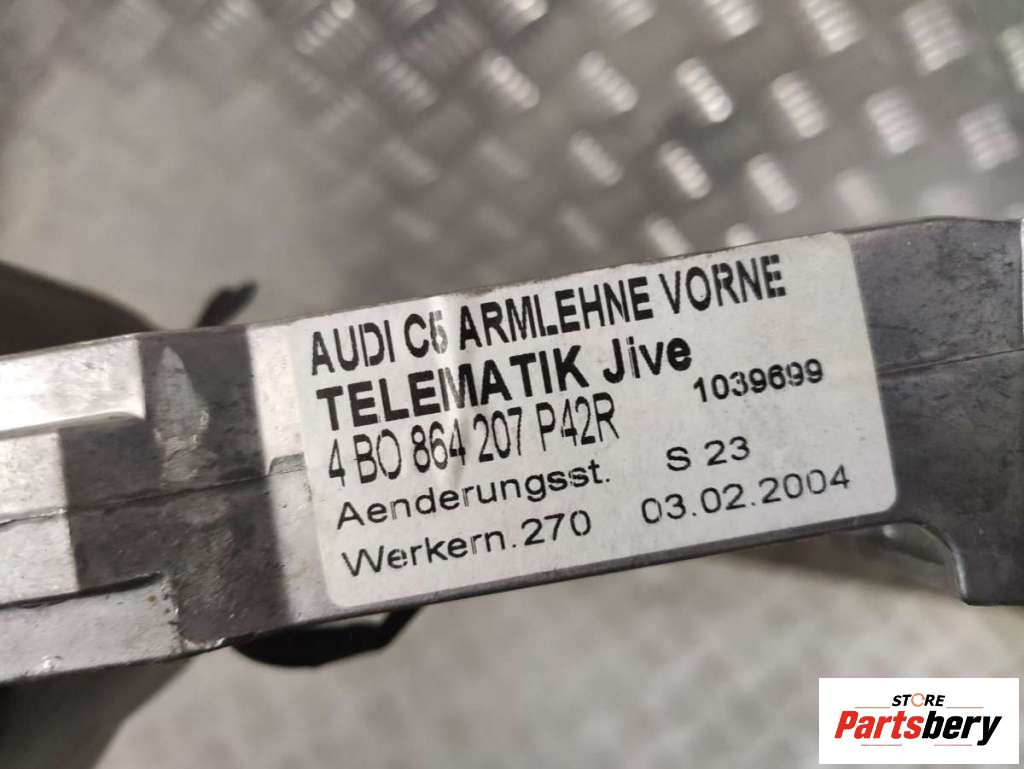 AUDI C5 ARMLEHNE VORNE
TELEMATIK Jive
1039699
4 BO 864 207 P42R
Aenderungsst. S 23
Werkern.270 03.02.2004
STORE
Partsbery